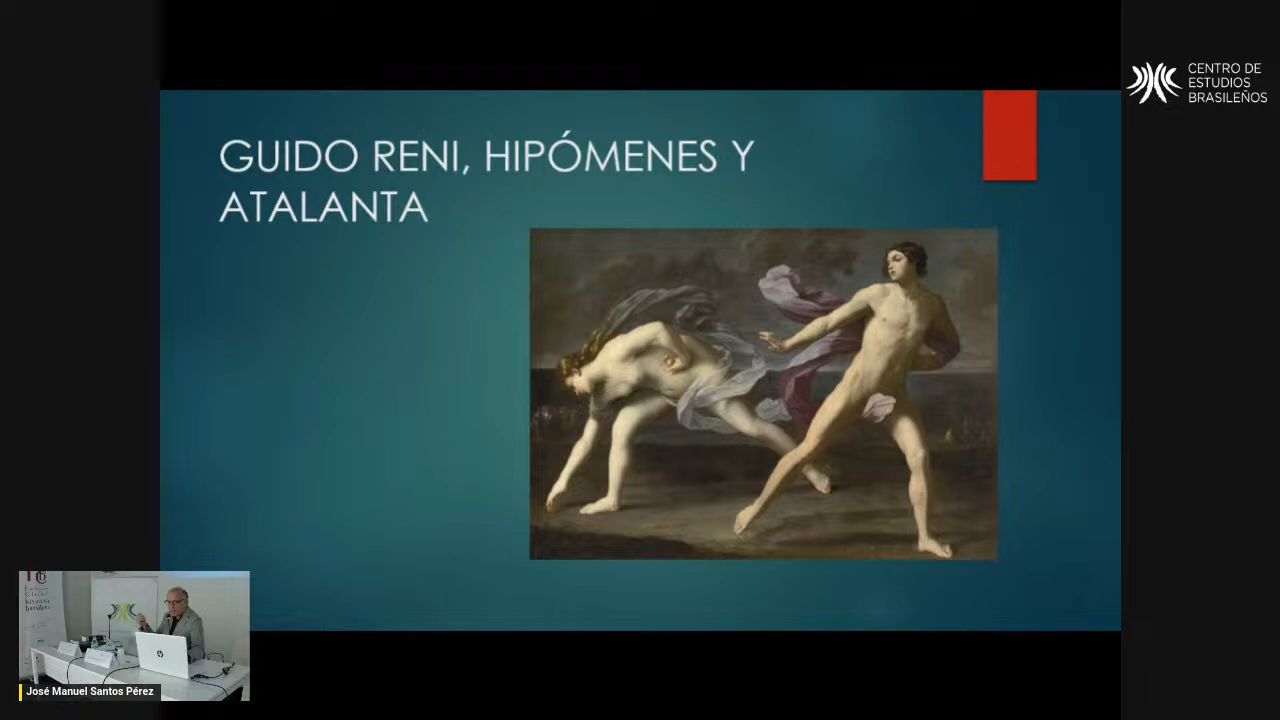 CENTRO DE
ESTUDIOS
BRASILEÑOS
GUIDO RENI, HIPÓMENES Y
ATALANTA
José Manuel Santos Pérez